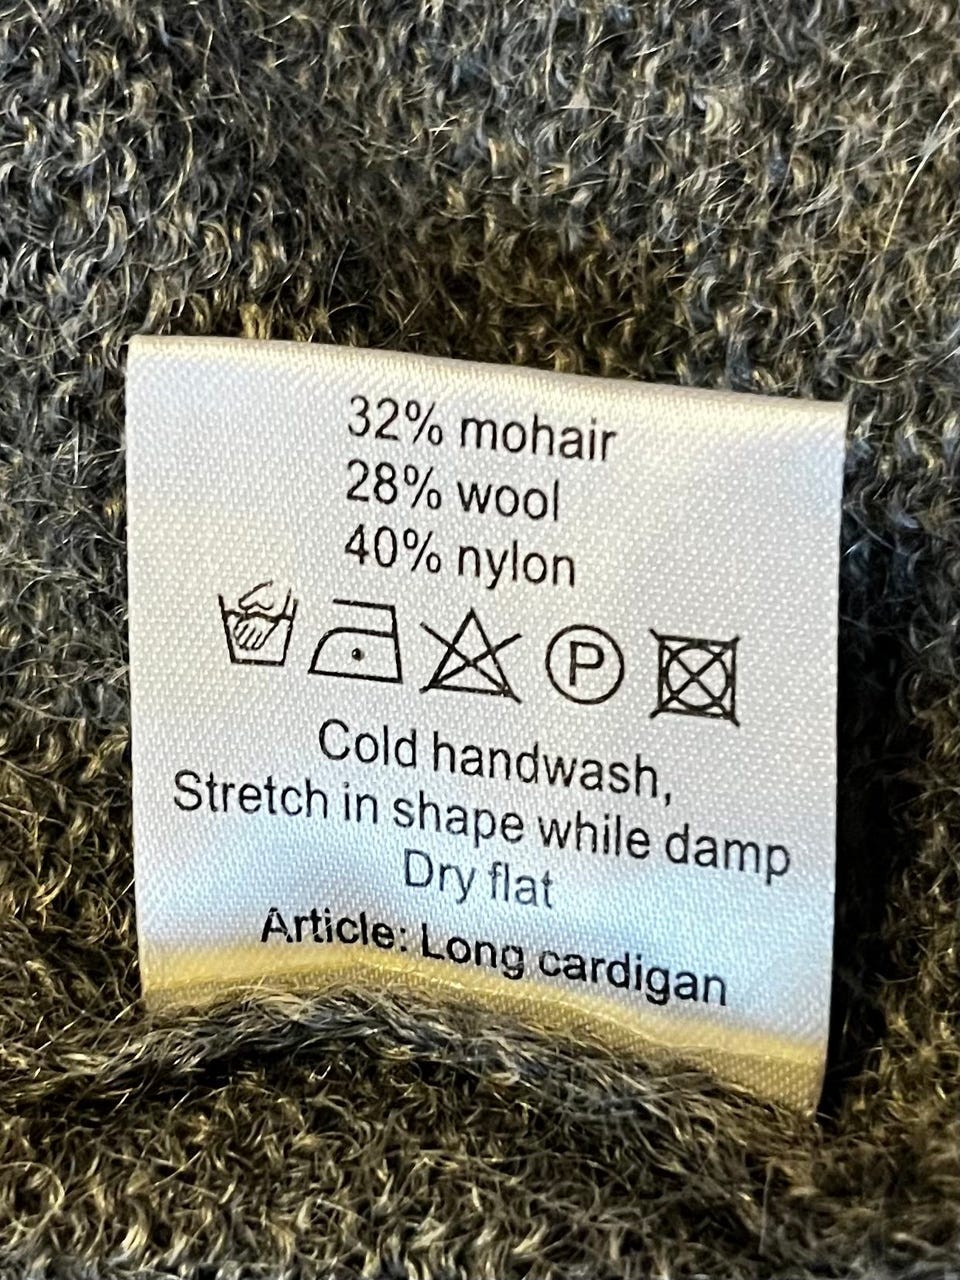 32% mohair
28% wool
40% nylon
P
Cold handwash,
Stretch in shape while damp
Dry flat
Article: Long cardigan